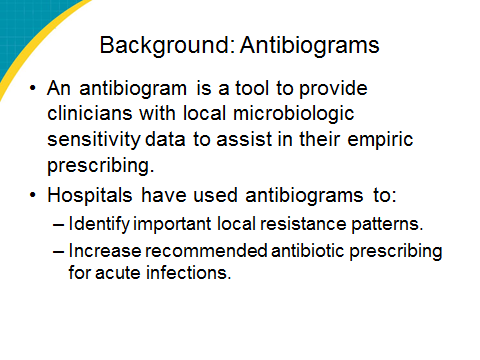 Background: Antibiograms
• An antibiogram is a tool to provide
clinicians with local microbiologic
sensitivity data to assist in their empiric
prescribing.
• Hospitals have used antibiograms to:
– Identify important local resistance patterns.
– Increase recommended antibiotic prescribing
for acute infections.